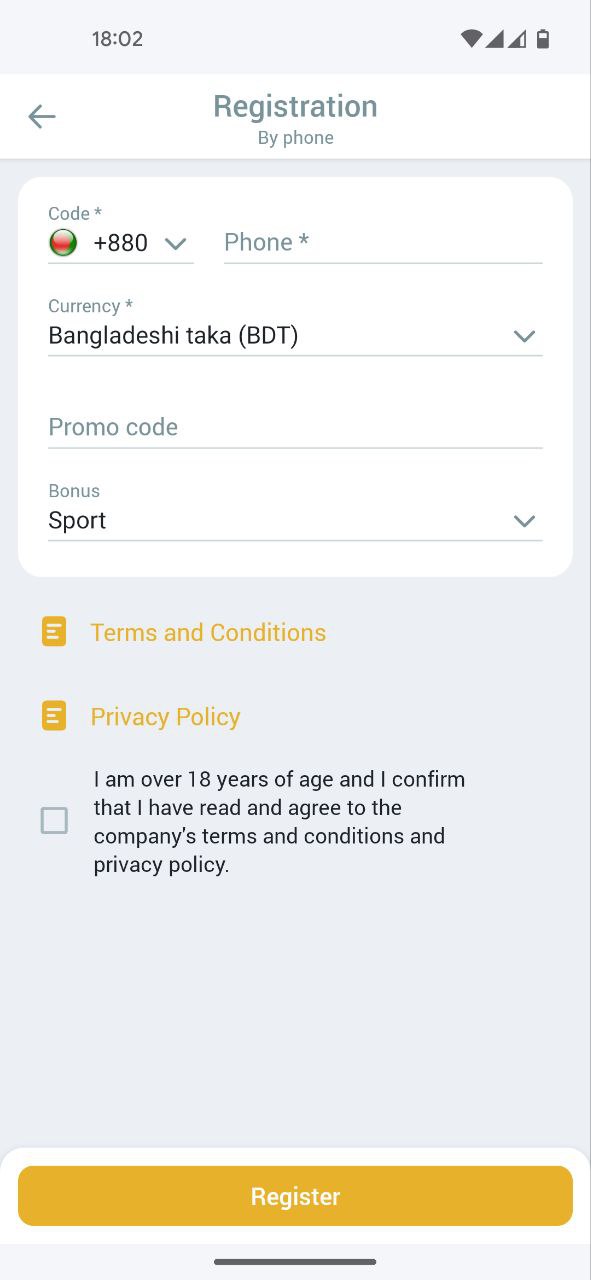 18:02
Registration
By phone
Code *
+880
Phone *
Currency *
Bangladeshi taka (BDT)
Promo code
Bonus
Sport
Terms and Conditions
Privacy Policy
I am over 18 years of age and I confirm
that I have read and agree to the
company's terms and conditions and
privacy policy.
Register